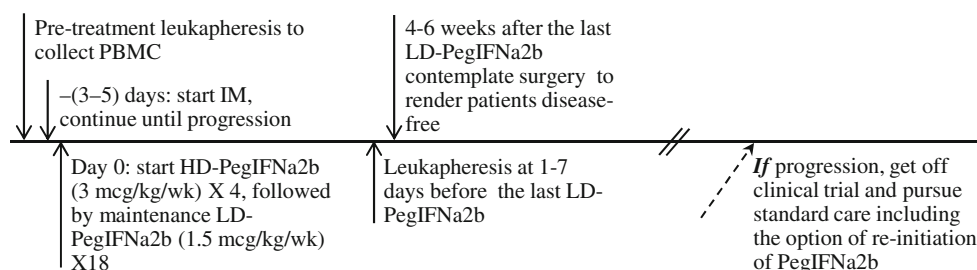 Pre-treatment leukapheresis to
collect PBMC
–(3–5) days: start IM,
continue until progression
4-6 weeks after the last
LD-PegIFNa2b
contemplate surgery to
render patients disease-
free
Day 0: start HD-PegIFNa2b
(3 mcg/kg/wk) X 4, followed
by maintenance LD-
PegIFNa2b (1.5 mcg/kg/wk)
X18
Leukapheresis at 1-7
days before the last LD-
PegIFNa2b
If progression, get off
clinical trial and pursue
standard care including
the option of re-initiation
of PegIFNa2b